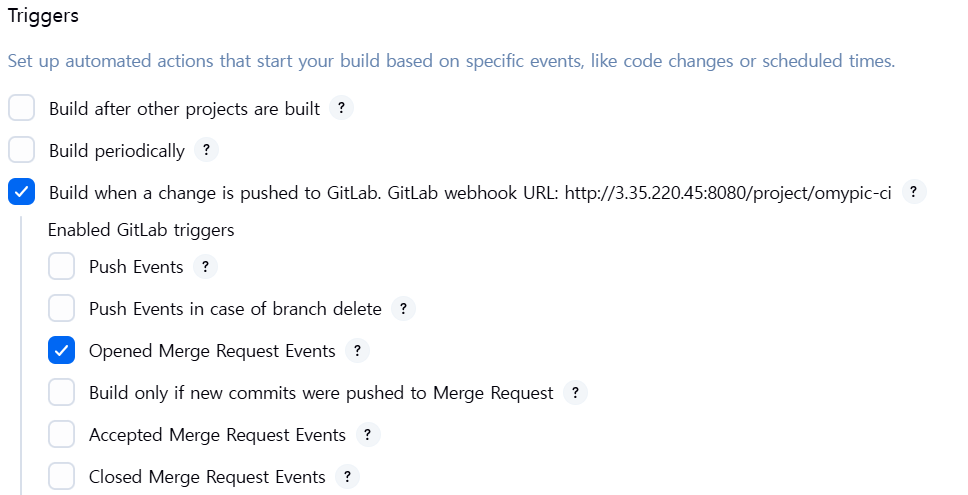 Triggers
Set up automated actions that start your build based on specific events, like code changes or scheduled times.
Build after other projects are built ?
Build periodically ?
Build when a change is pushed to GitLab. GitLab webhook URL: http://3.35.220.45:8080/project/omypic-ci ?
Enabled GitLab triggers
Push Events ?
Push Events in case of branch delete ?
Opened Merge Request Events ?
Build only if new commits were pushed to Merge Request ?
Accepted Merge Request Events ?
Closed Merge Request Events ?